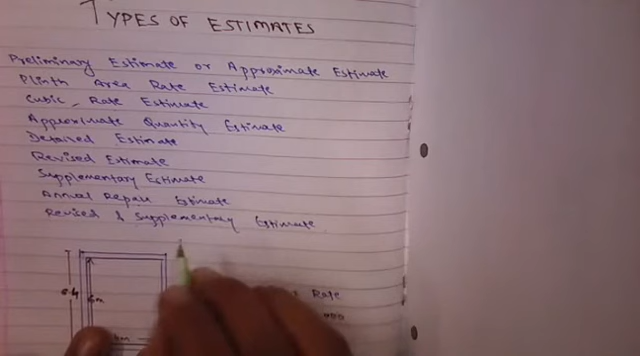 TYPES OF ESTIMATES
Preliminary Estimate or Approximate Estimate
Plinth Area Rate Estimate
Cubic Rate Estimate
Approximate Quantity Estimate
Detailed Estimate
Revised Estimate
Supplementary Estimate
Annual Repair Estimate
Revised & Supplementary Estimate
6m
Rate